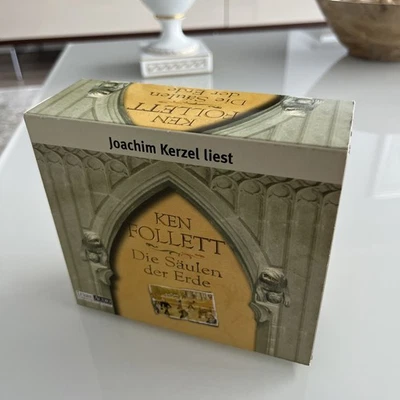 KEN
FOLLETT
Die Säulen
der Erde
Joachim Kerzel liest
KEN
FOLLETT
Die Säulen
der Erde